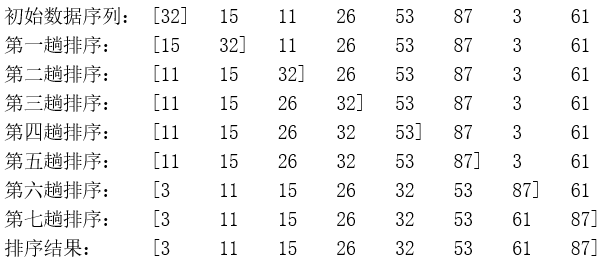 初始数据序列： [32] 15 11 26 53 87 3 61
第一趟排序： [15 32] 11 26 53 87 3 61
第二趟排序： [11 15 32] 26 53 87 3 61
第三趟排序： [11 15 26 32] 53 87 3 61
第四趟排序： [11 15 26 32 53] 87 3 61
第五趟排序： [11 15 26 32 53 87] 3 61
第六趟排序： [3 11 15 26 32 53 87] 61
第七趟排序： [3 11 15 26 32 53 61 87]
排序结果： [3 11 15 26 32 53 61 87]